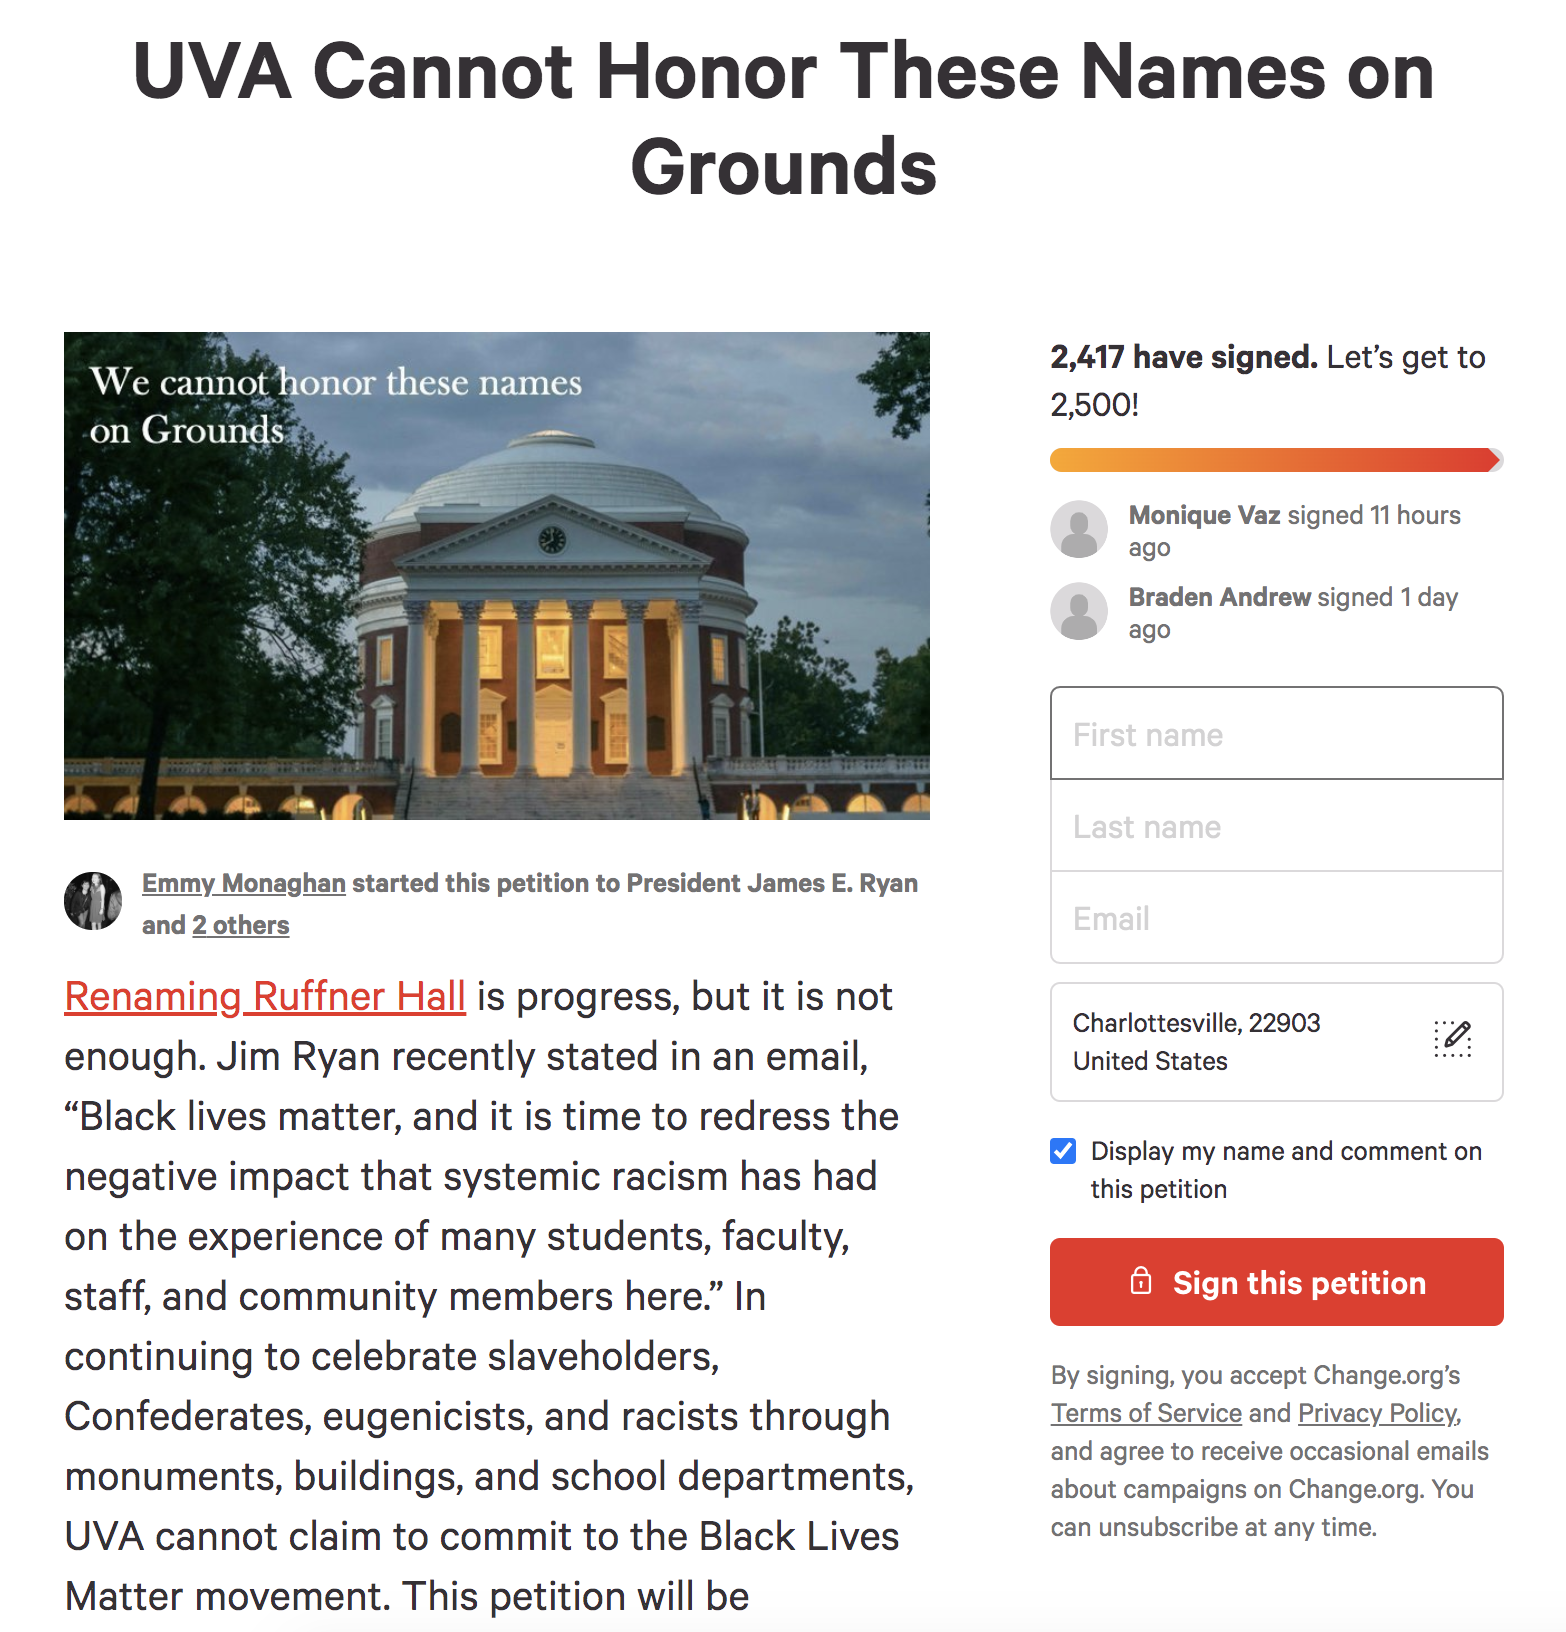 UVA Cannot Honor These Names on
Grounds
We cannot honor these names
on Grounds
Emmy Monaghan started this petition to President James E. Ryan
and 2 others
Renaming Ruffner Hall is progress, but it is not
enough. Jim Ryan recently stated in an email,
“Black lives matter, and it is time to redress the
negative impact that systemic racism has had
on the experience of many students, faculty,
staff, and community members here.” In
continuing to celebrate slaveholders,
Confederates, eugenicists, and racists through
monuments, buildings, and school departments,
UVA cannot claim to commit to the Black Lives
Matter movement. This petition will be
2,417 have signed. Let’s get to
2,500!
Monique Vaz signed 11 hours
ago
Braden Andrew signed 1 day
ago
First name
Last name
Email
Charlottesville, 22903
United States
Display my name and comment on
this petition
Sign this petition
By signing, you accept Change.org’s
Terms of Service and Privacy Policy,
and agree to receive occasional emails
about campaigns on Change.org. You
can unsubscribe at any time.